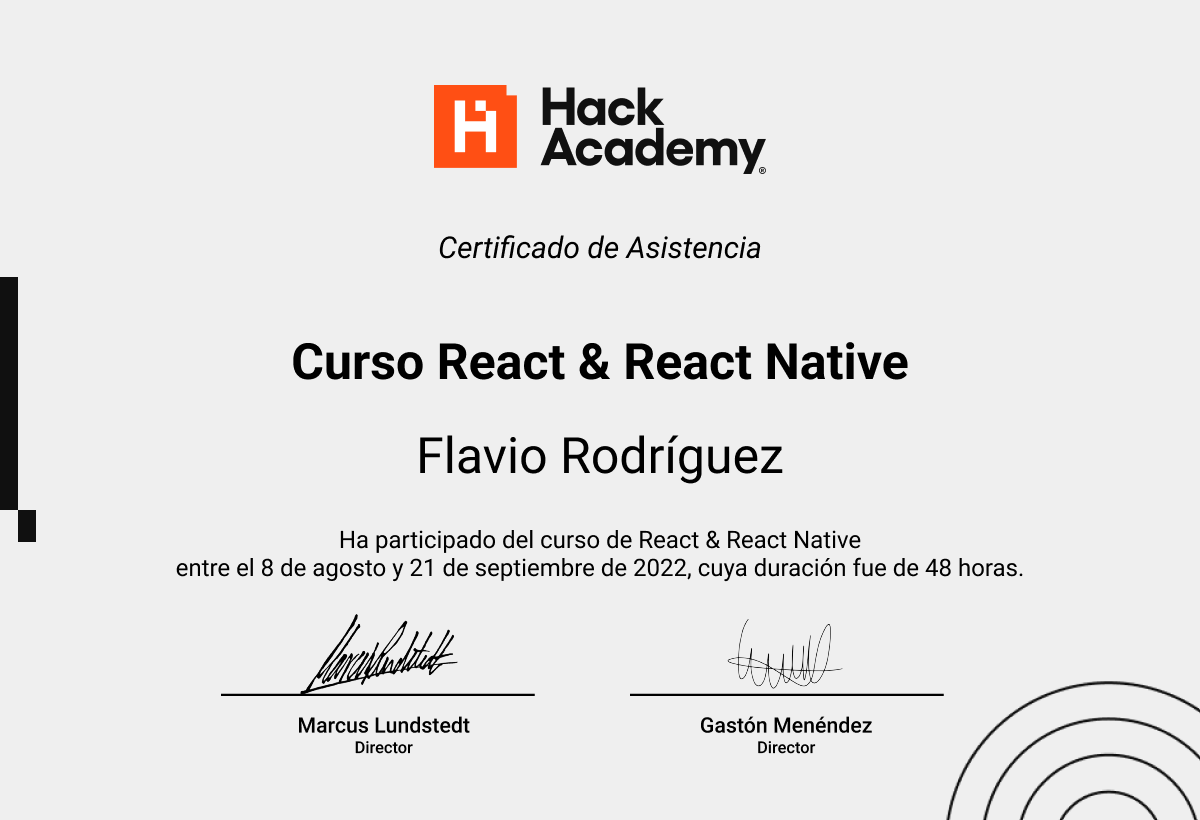 Hack
Academy®
Certificado de Asistencia
Curso React & React Native
Flavio Rodríguez
Ha participado del curso de React & React Native
entre el 8 de agosto y 21 de septiembre de 2022, cuya duración fue de 48 horas.
Marcus Lundstedt
Marcus Lundstedt Gastón Menéndez
Director Director